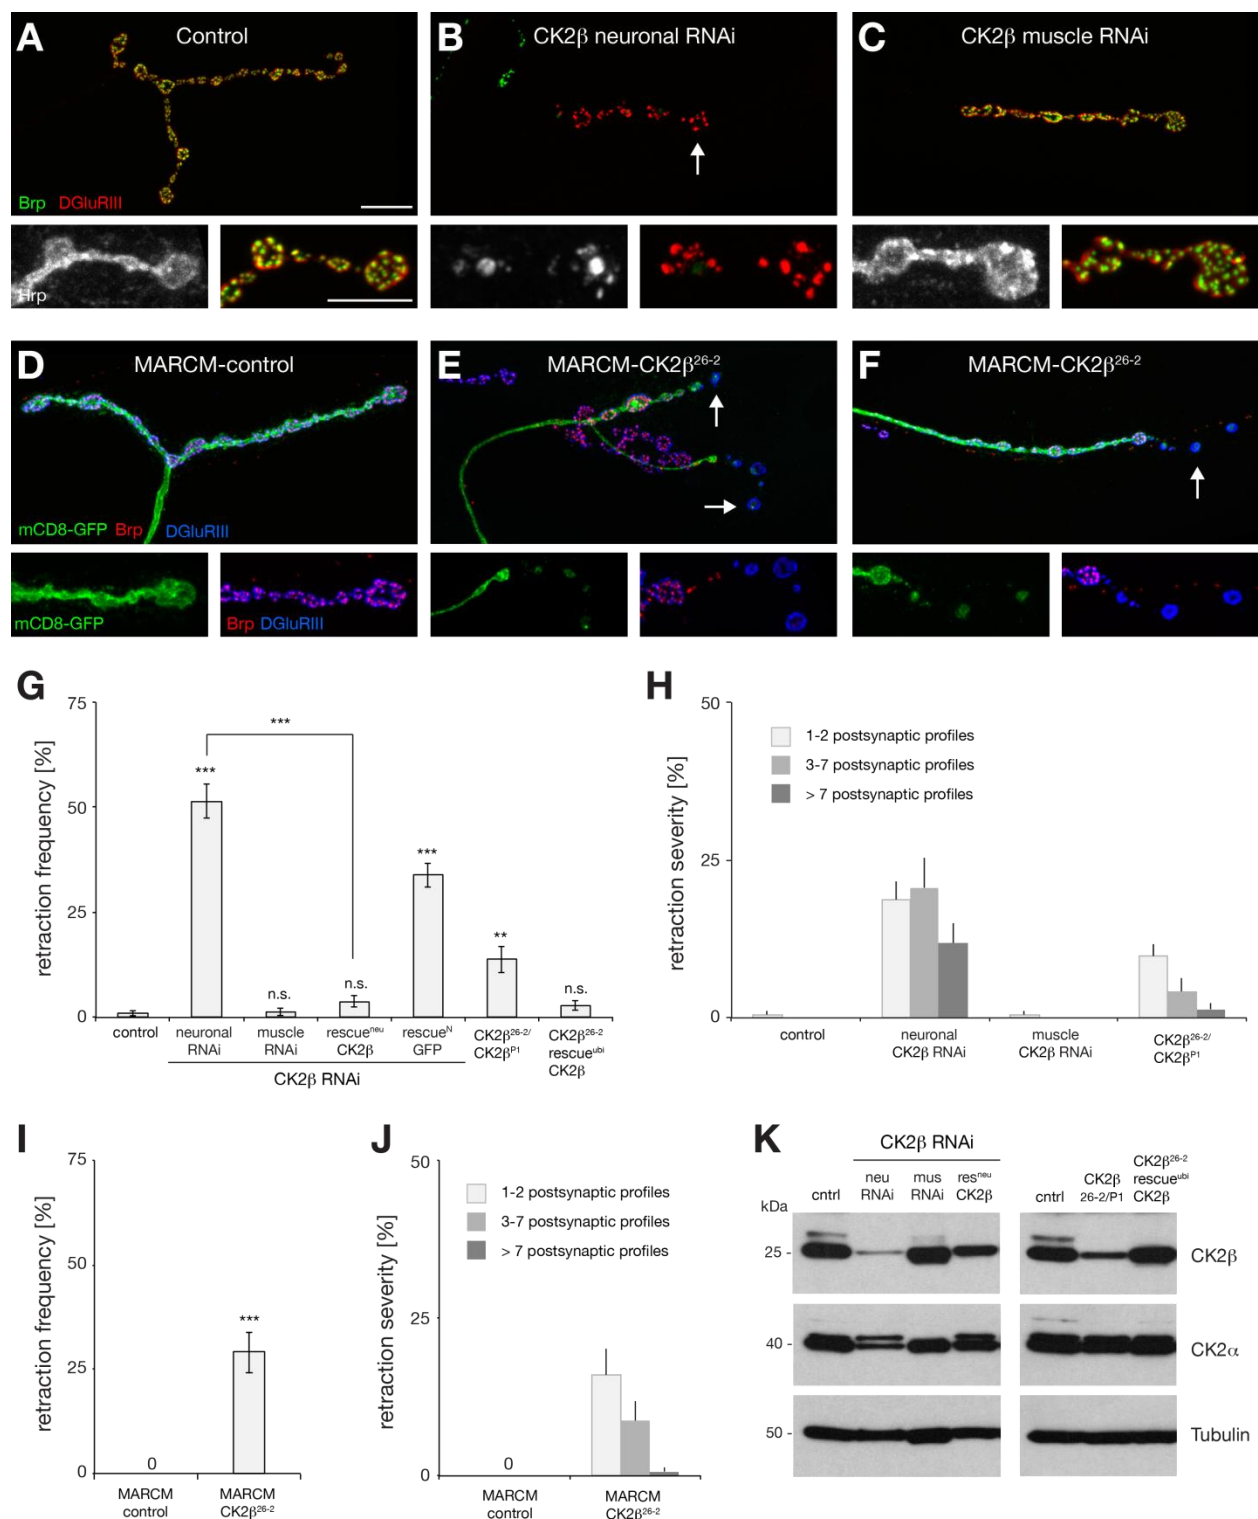 A
Control
Brp DGluRIII
Hrp
B
CK2β neuronal RNAi
C
CK2β muscle RNAi
D
MARCM-control
mCD8-GFP Brp DGluRIII
mCD8-GFP
Brp DGluRIII
E
MARCM-CK2β26-2
F
MARCM-CK2β26-2
G
retraction frequency [%]
75
50
25
0
***
***
n.s.
n.s.
***
**
n.s.
control
neuronal
RNAi
muscle
RNAi
rescueneu
CK2β
rescueN
GFP
CK2β26-2/
CK2βP1
CK2β26-2
rescueubi
CK2β
CK2β RNAi
H
retraction severity [%]
50
25
0
1-2 postsynaptic profiles
3-7 postsynaptic profiles
> 7 postsynaptic profiles
control
neuronal
CK2β RNAi
muscle
CK2β RNAi
CK2β26-2/
CK2βP1
I
retraction frequency [%]
75
50
25
0
0
***
MARCM
control
MARCM
CK2β26-2
J
retraction severity [%]
50
25
0
1-2 postsynaptic profiles
3-7 postsynaptic profiles
> 7 postsynaptic profiles
0
MARCM
control
MARCM
CK2β26-2
K
CK2β RNAi
cntrl
neu
RNAi
mus
RNAi
resneu
CK2β
cntrl
CK2β
26-2/P1
CK2β26-2
rescueubi
CK2β
kDa
25 -
CK2β
40 -
CK2α
50 -
Tubulin